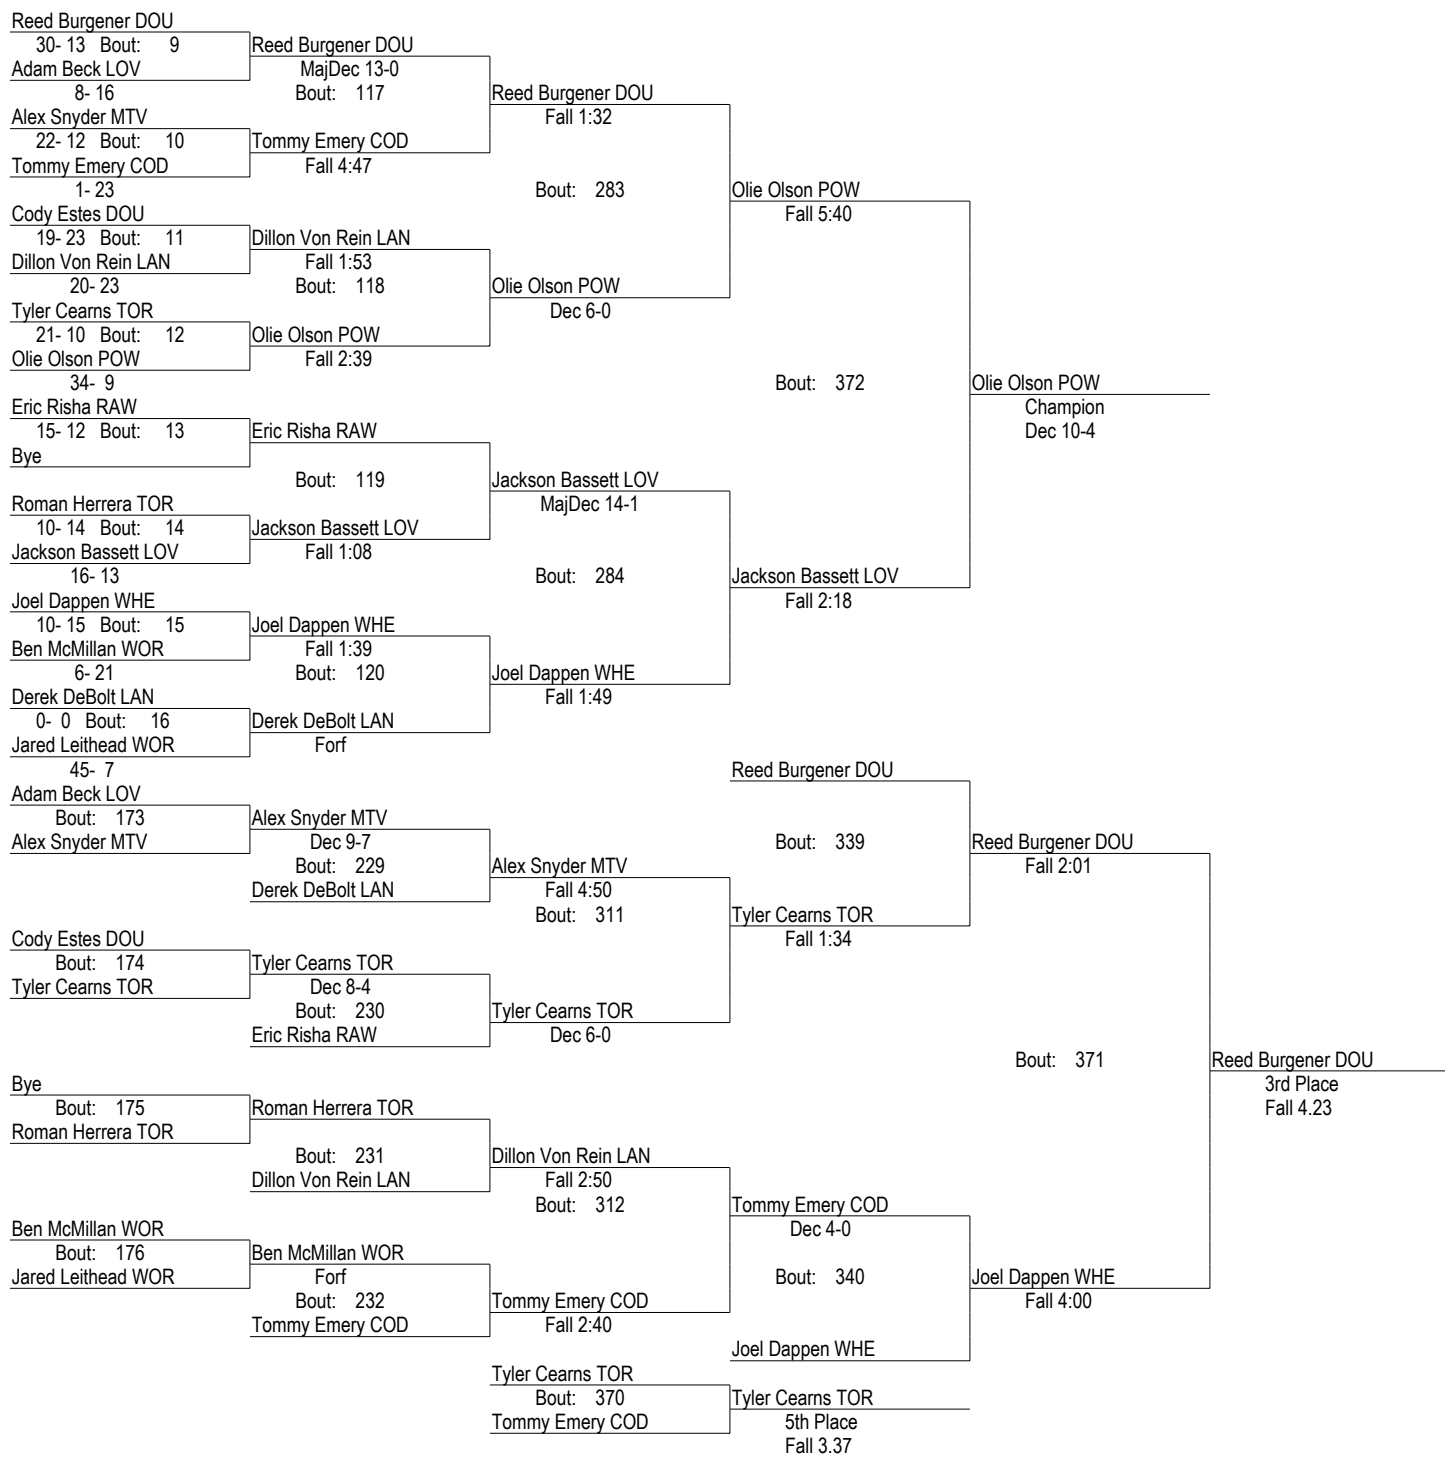 Reed Burgener DOU
30- 13 Bout: 9
Reed Burgener DOU
Adam Beck LOV
MajDec 13-0
8- 16
Bout: 117
Reed Burgener DOU
Alex Snyder MTV
Fall 1:32
22- 12 Bout: 10
Tommy Emery COD
Tommy Emery COD
Fall 4:47
1- 23
Bout: 283
Olie Olson POW
Cody Estes DOU
Fall 5:40
19- 23 Bout: 11
Dillon Von Rein LAN
Dillon Von Rein LAN
Fall 1:53
20- 23
Bout: 118
Olie Olson POW
Tyler Cearns TOR
Dec 6-0
21- 10 Bout: 12
Olie Olson POW
Olie Olson POW
Fall 2:39
34- 9
Bout: 372
Olie Olson POW
Eric Risha RAW
Champion
15- 12 Bout: 13
Eric Risha RAW
Dec 10-4
Bye
Bout: 119
Jackson Bassett LOV
Roman Herrera TOR
MajDec 14-1
10- 14 Bout: 14
Jackson Bassett LOV
Jackson Bassett LOV
Fall 1:08
16- 13
Bout: 284
Jackson Bassett LOV
Joel Dappen WHE
Fall 2:18
10- 15 Bout: 15
Joel Dappen WHE
Ben McMillan WOR
Fall 1:39
6- 21
Bout: 120
Joel Dappen WHE
Derek DeBolt LAN
Fall 1:49
0- 0 Bout: 16
Derek DeBolt LAN
Jared Leithead WOR
Forf
45- 7
Reed Burgener DOU
Adam Beck LOV
Bout: 173
Alex Snyder MTV
Alex Snyder MTV
Dec 9-7
Bout: 339
Reed Burgener DOU
Bout: 229
Alex Snyder MTV
Fall 2:01
Derek DeBolt LAN
Fall 4:50
Bout: 311
Tyler Cearns TOR
Cody Estes DOU
Fall 1:34
Bout: 174
Tyler Cearns TOR
Tyler Cearns TOR
Dec 8-4
Bout: 230
Tyler Cearns TOR
Eric Risha RAW
Dec 6-0
Bout: 371
Reed Burgener DOU
Bye
3rd Place
Bout: 175
Roman Herrera TOR
Fall 4.23
Roman Herrera TOR
Bout: 231
Dillon Von Rein LAN
Dillon Von Rein LAN
Fall 2:50
Bout: 312
Tommy Emery COD
Ben McMillan WOR
Dec 4-0
Bout: 176
Ben McMillan WOR
Jared Leithead WOR
Forf
Bout: 340
Joel Dappen WHE
Bout: 232
Tommy Emery COD
Fall 4:00
Tommy Emery COD
Fall 2:40
Joel Dappen WHE
Tyler Cearns TOR
Bout: 370
Tyler Cearns TOR
Tommy Emery COD
5th Place
Fall 3.37